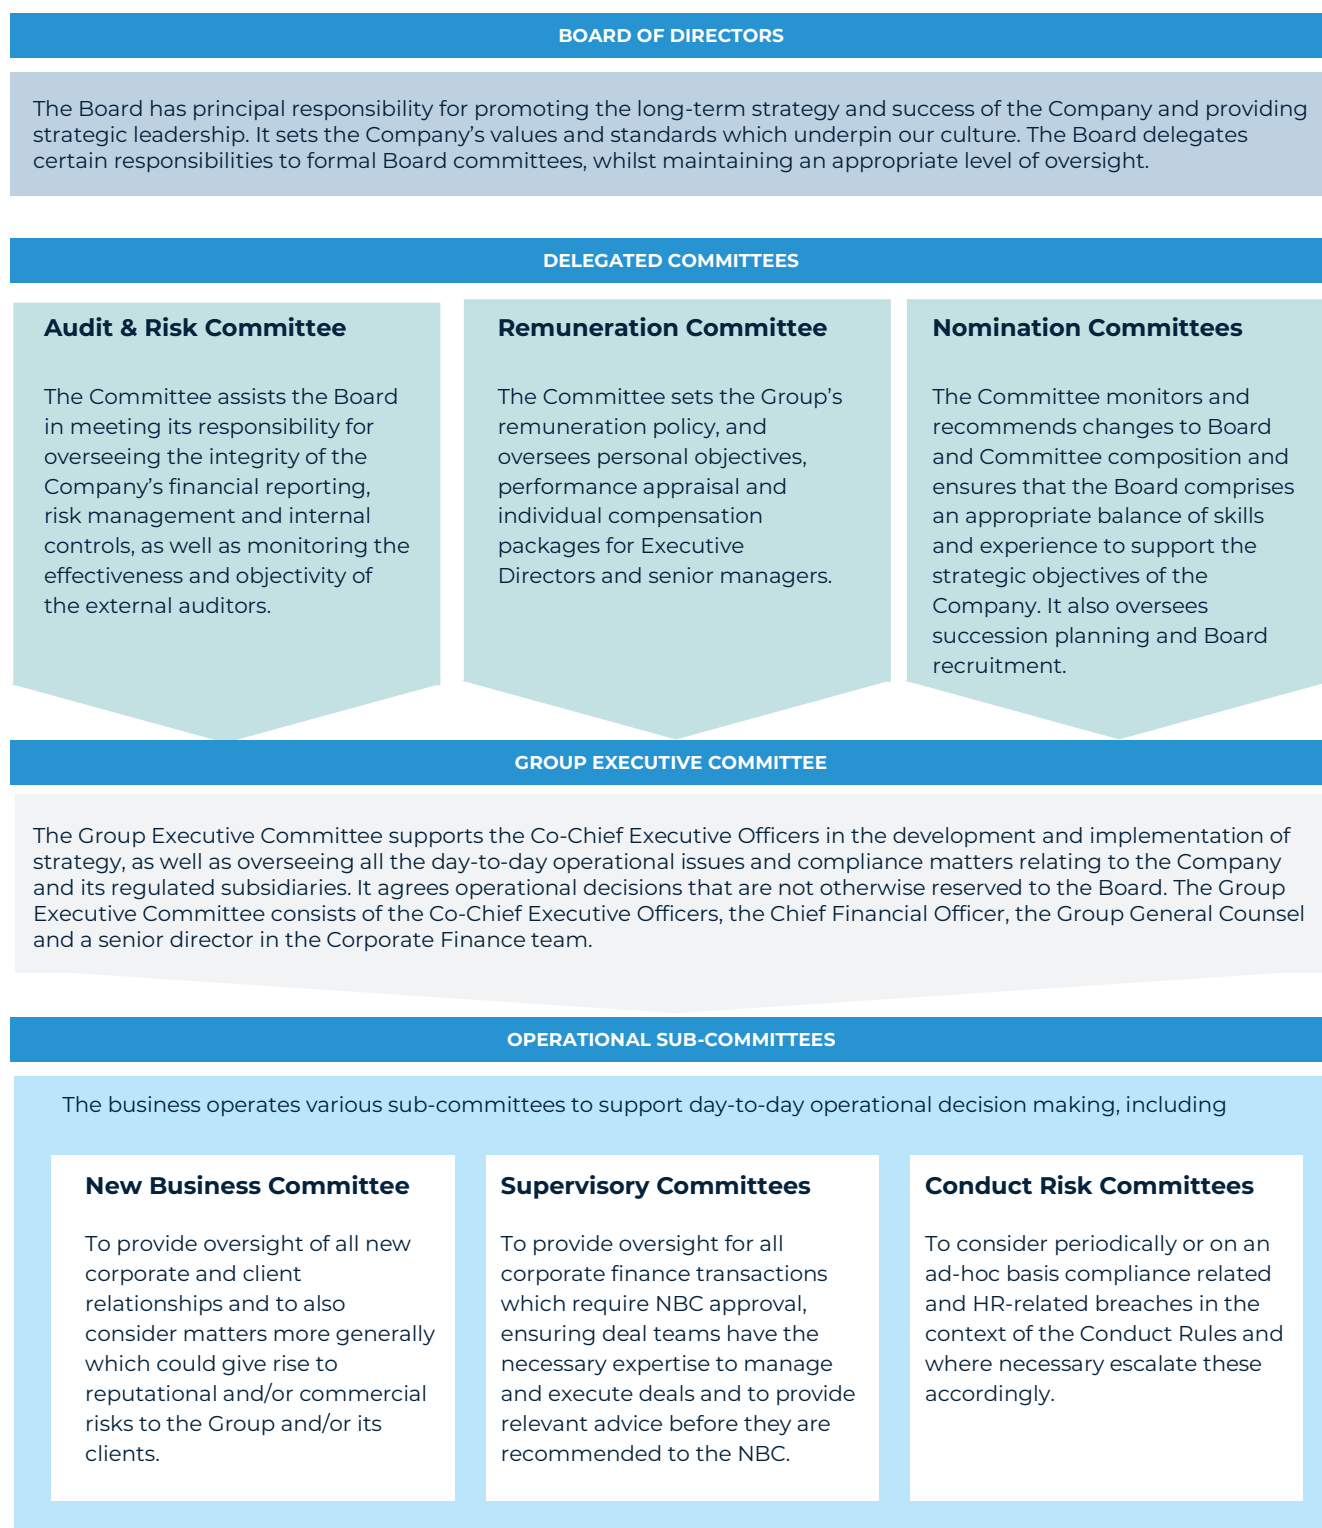 BOARD OF DIRECTORS
The Board has principal responsibility for promoting the long-term strategy and success of the Company and providing
strategic leadership. It sets the Company’s values and standards which underpin our culture. The Board delegates
certain responsibilities to formal Board committees, whilst maintaining an appropriate level of oversight.
DELEGATED COMMITTEES
Audit & Risk Committee
The Committee assists the Board
in meeting its responsibility for
overseeing the integrity of the
Company’s financial reporting,
risk management and internal
controls, as well as monitoring the
effectiveness and objectivity of
the external auditors.
Remuneration Committee
The Committee sets the Group’s
remuneration policy, and
oversees personal objectives,
performance appraisal and
individual compensation
packages for Executive
Directors and senior managers.
Nomination Committees
The Committee monitors and
recommends changes to Board
and Committee composition and
ensures that the Board comprises
an appropriate balance of skills
and experience to support the
strategic objectives of the
Company. It also oversees
succession planning and Board
recruitment.
GROUP EXECUTIVE COMMITTEE
The Group Executive Committee supports the Co-Chief Executive Officers in the development and implementation of
strategy, as well as overseeing all the day-to-day operational issues and compliance matters relating to the Company
and its regulated subsidiaries. It agrees operational decisions that are not otherwise reserved to the Board. The Group
Executive Committee consists of the Co-Chief Executive Officers, the Chief Financial Officer, the Group General Counsel
and a senior director in the Corporate Finance team.
OPERATIONAL SUB-COMMITTEES
The business operates various sub-committees to support day-to-day operational decision making, including
New Business Committee
To provide oversight of all new
corporate and client
relationships and to also
consider matters more generally
which could give rise to
reputational and/or commercial
risks to the Group and/or its
clients.
Supervisory Committees
To provide oversight for all
corporate finance transactions
which require NBC approval,
ensuring deal teams have the
necessary expertise to manage
and execute deals and to provide
relevant advice before they are
recommended to the NBC.
Conduct Risk Committees
To consider periodically or on an
ad-hoc basis compliance related
and HR-related breaches in the
context of the Conduct Rules and
where necessary escalate these
accordingly.